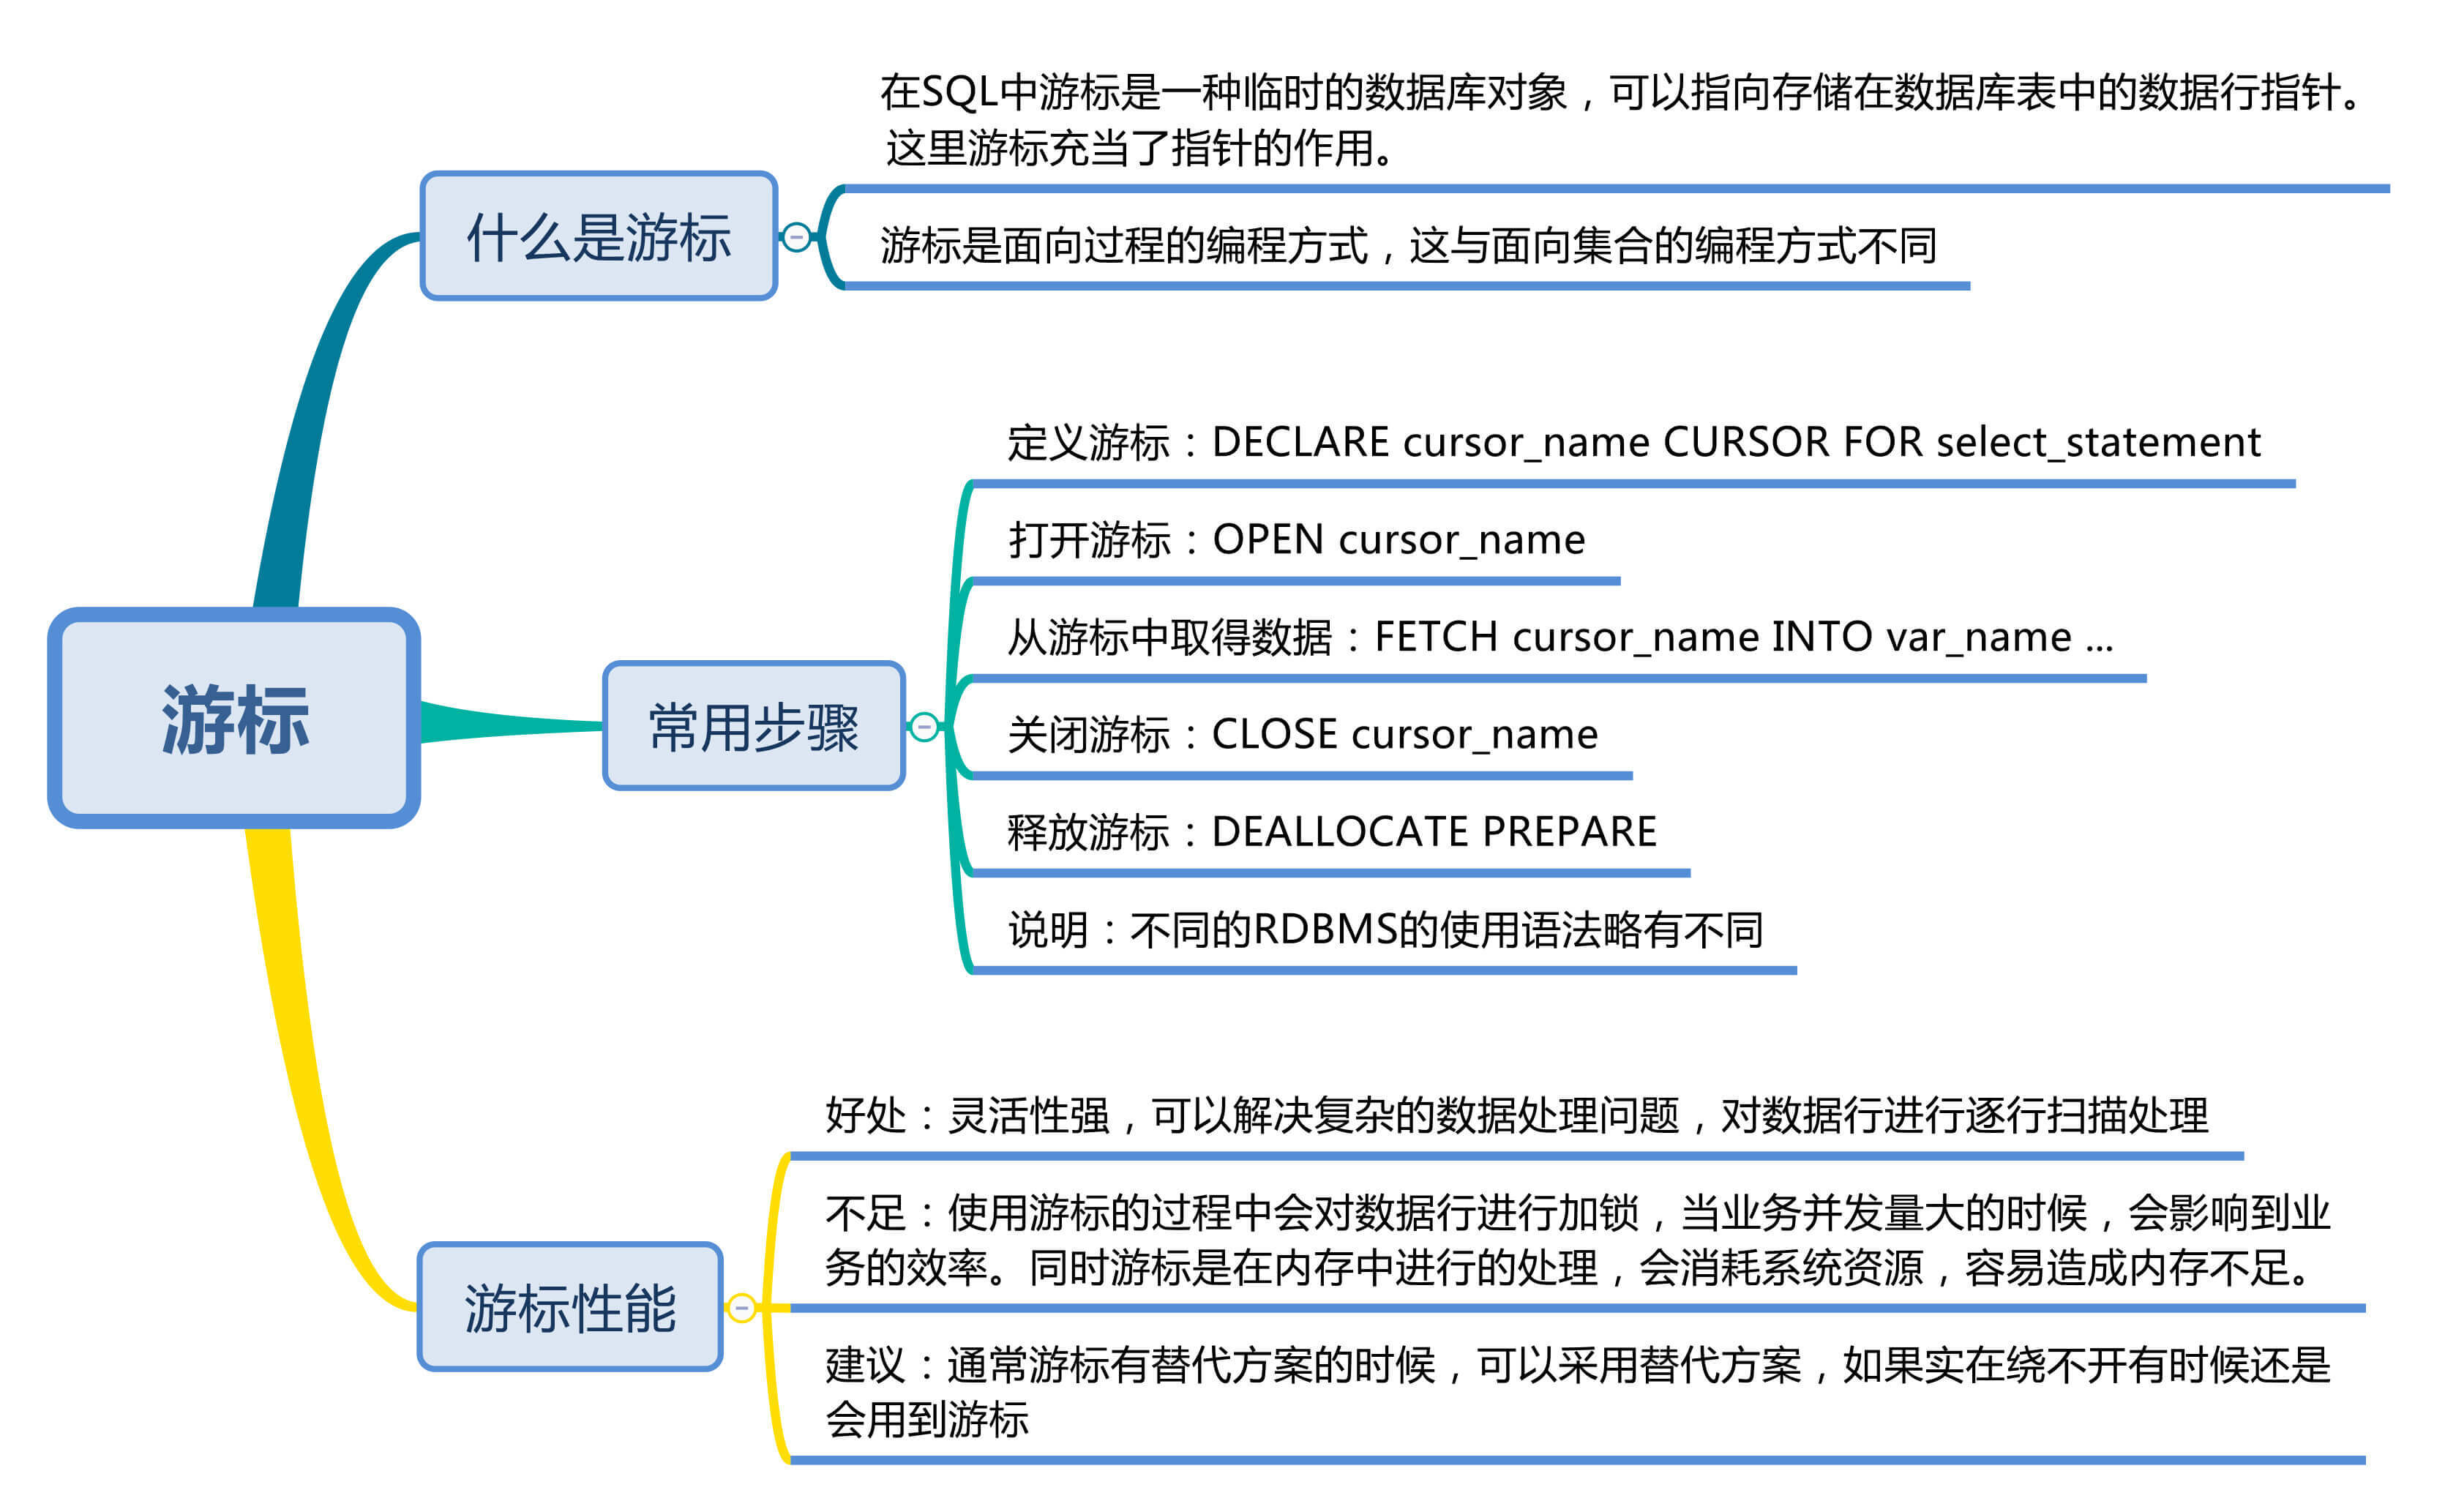 在SQL中游标是一种临时的数据库对象，可以指向存储在数据库表中的数据行指针。
这里游标充当了指针的作用。
什么是游标
游标是面向过程的编程方式，这与面向集合的编程方式不同
定义游标：DECLARE cursor_name CURSOR FOR select_statement
打开游标：OPEN cursor_name
从游标中取得数据：FETCH cursor_name INTO var_name ...
游标
常用步骤
关闭游标：CLOSE cursor_name
释放游标：DEALLOCATE PREPARE
说明：不同的RDBMS的使用语法略有不同
好处：灵活性强，可以解决复杂的数据处理问题，对数据行进行逐行扫描处理
不足：使用游标的过程中会对数据行进行加锁，当业务并发量大的时候，会影响到业
务的效率。同时游标是在内存中进行的处理，会消耗系统资源，容易造成内存不足。
游标性能
建议：通常游标有替代方案的时候，可以采用替代方案，如果实在绕不开有时候还是
会用到游标